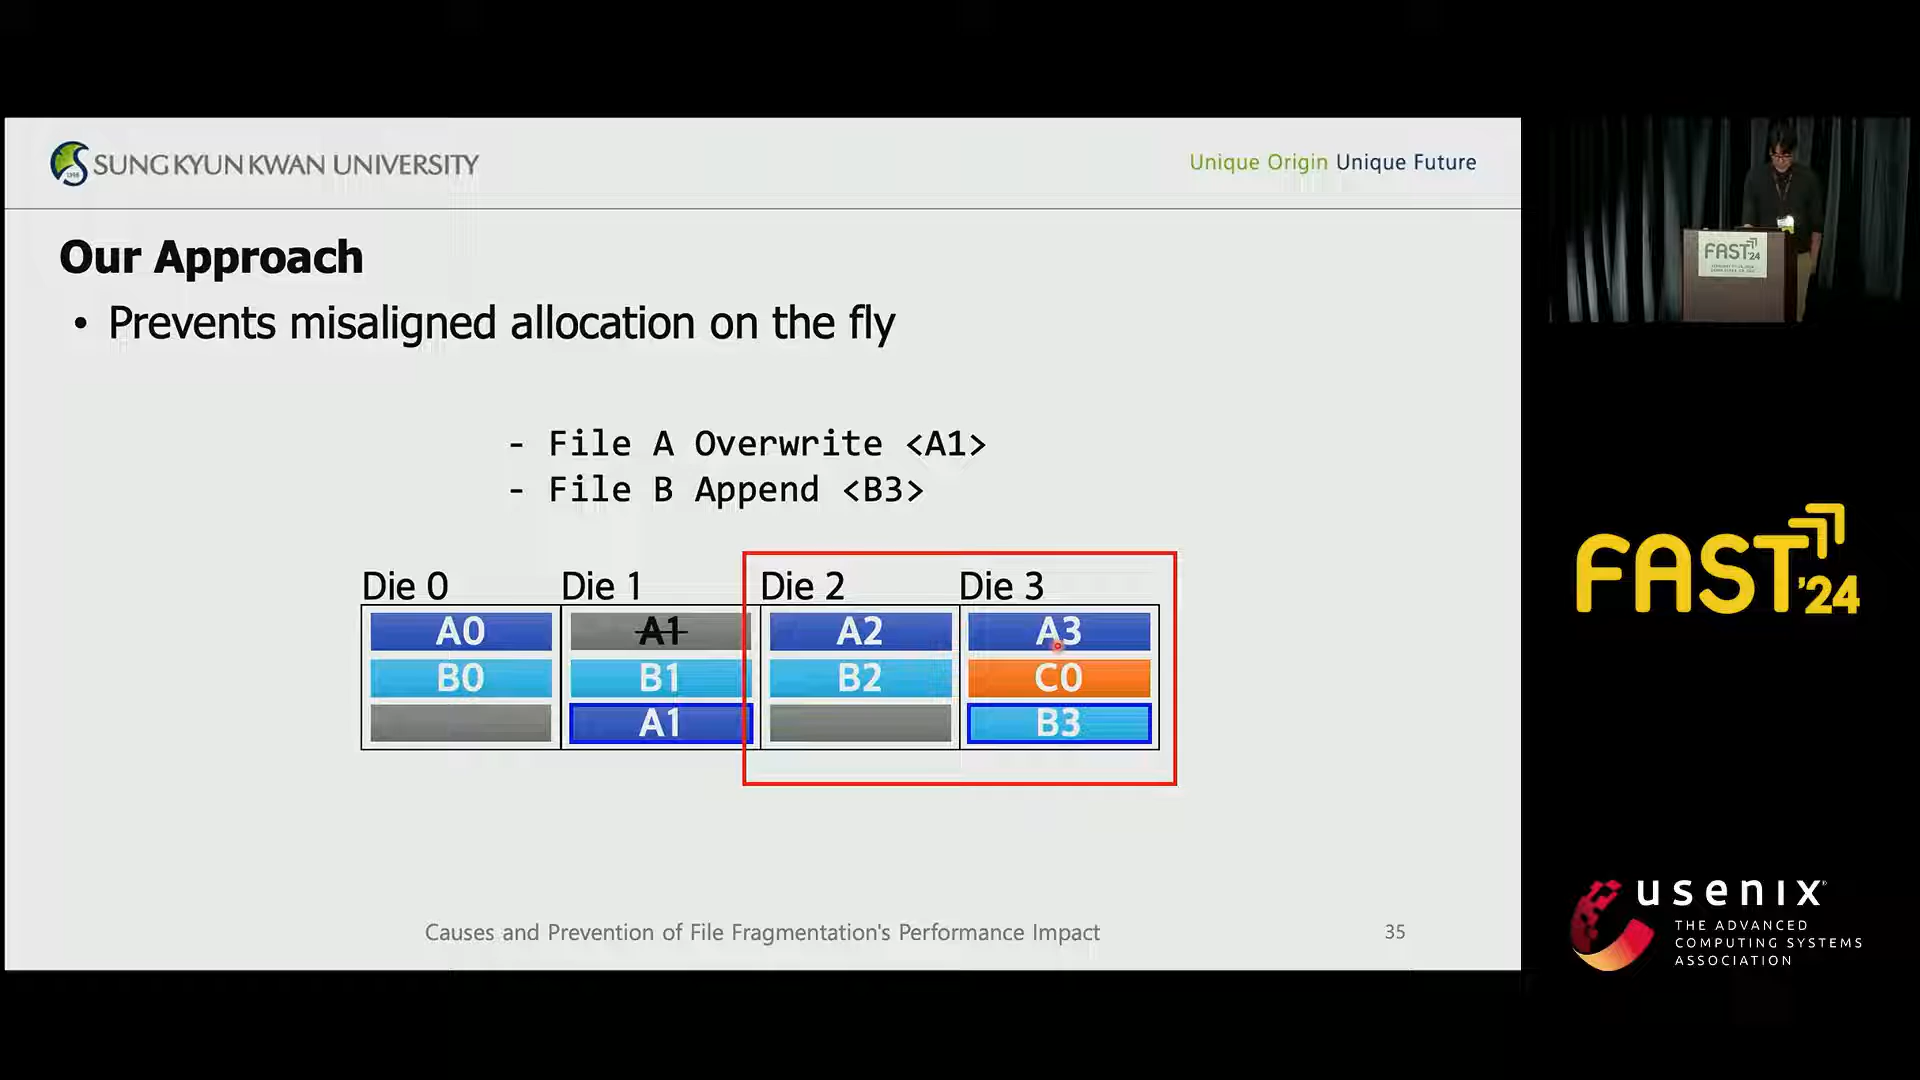 SUNG KYUN KWAN UNIVERSITY
Unique Origin Unique Future
Our Approach
• Prevents misaligned allocation on the fly
- File A Overwrite <A1>
- File B Append <B3>
Die 0 Die 1 Die 2 Die 3
A0 A1 A2 A3
B0 B1 B2 C0
A1 B3
Causes and Prevention of File Fragmentation's Performance Impact 35
FAST '24
FAST '24
usenix
THE ADVANCED
COMPUTING SYSTEMS
ASSOCIATION